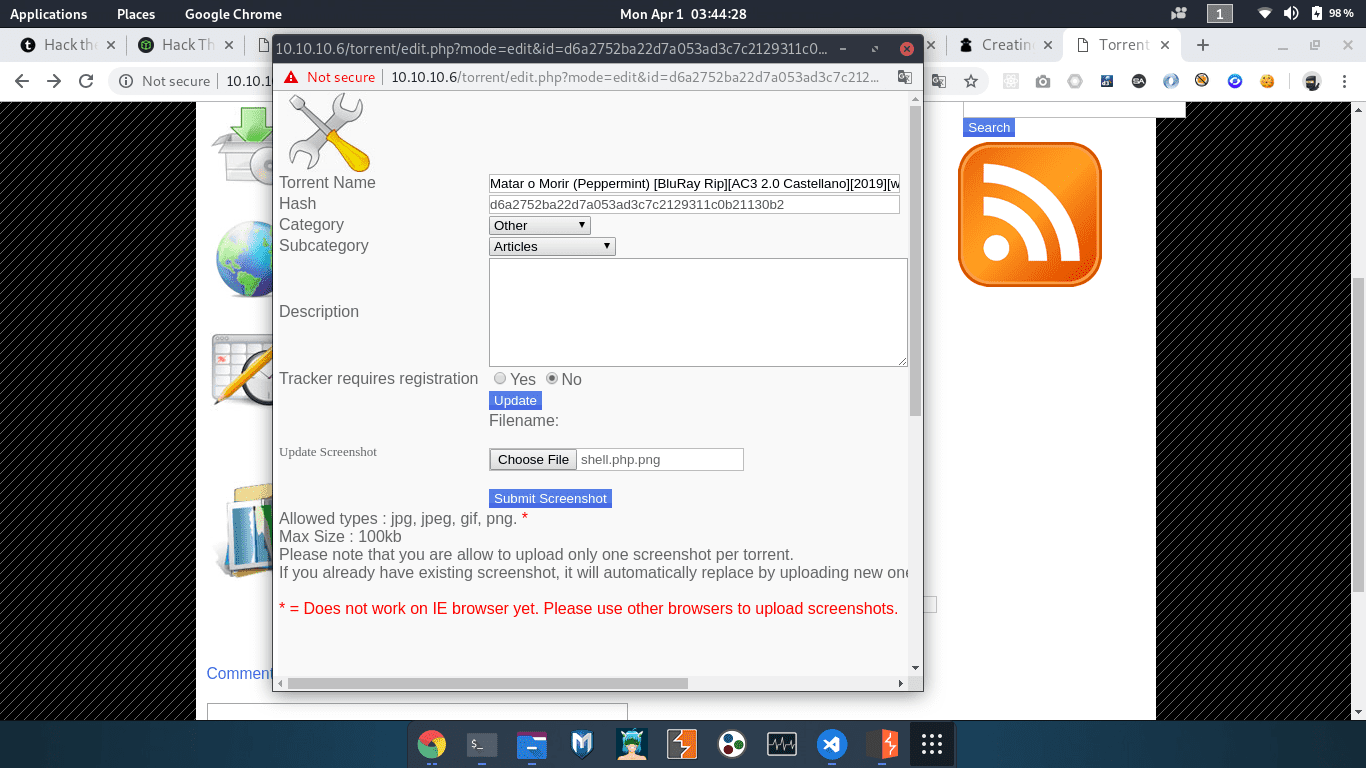 Applications Places Google Chrome Mon Apr 1 03:44:28 1 98 %
Hack the Hack Th Creatin Torrent
10.10.10.6/torrent/edit.php?mode=edit&id=d6a2752ba22d7a053ad3c7c2129311c0...
Not secure 10.10.1
Not secure 10.10.10.6/torrent/edit.php?mode=edit&id=d6a2752ba22d7a053ad3c7c212...
Search
Torrent Name Matar o Morir (Peppermint) [BluRay Rip][AC3 2.0 Castellano][2019][w
Hash d6a2752ba22d7a053ad3c7c2129311c0b21130b2
Category Other
Subcategory Articles
Description
Tracker requires registration Yes No
Update
Filename:
Update Screenshot Choose File shell.php.png
Submit Screenshot
Allowed types : jpg, jpeg, gif, png. *
Max Size : 100kb
Please note that you are allow to upload only one screenshot per torrent.
If you already have existing screenshot, it will automatically replace by uploading new one
* = Does not work on IE browser yet. Please use other browsers to upload screenshots.
Comment